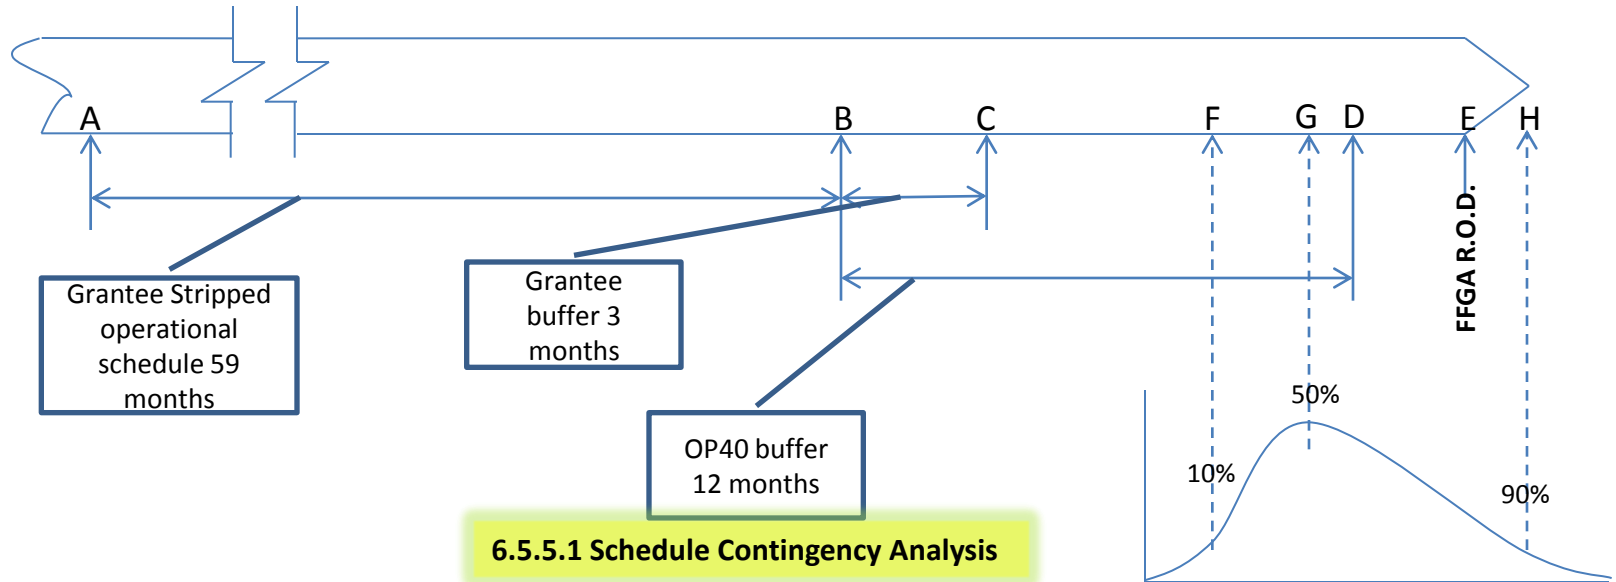 A
B
C
F
G
D
E
H
FFGA R.O.D.
Grantee Stripped
operational
schedule 59
months
Grantee
buffer 3
months
OP40 buffer
12 months
50%
10%
90%
6.5.5.1 Schedule Contingency Analysis